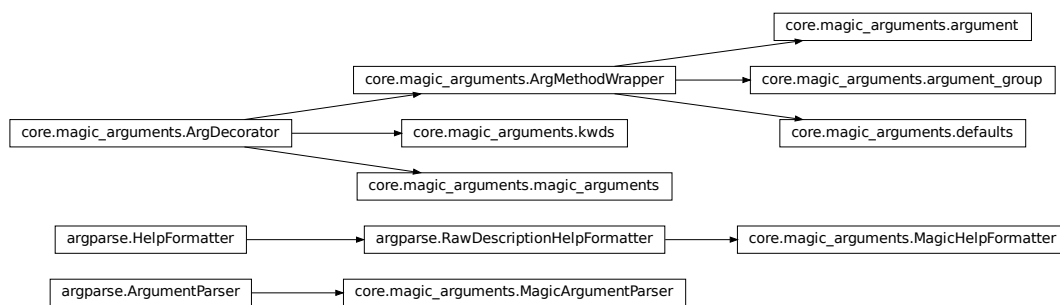 core.magic_arguments.argument
core.magic_arguments.ArgMethodWrapper
core.magic_arguments.argument_group
core.magic_arguments.ArgDecorator
core.magic_arguments.kwds
core.magic_arguments.defaults
core.magic_arguments.magic_arguments
argparse.HelpFormatter
argparse.RawDescriptionHelpFormatter
core.magic_arguments.MagicHelpFormatter
argparse.ArgumentParser
core.magic_arguments.MagicArgumentParser